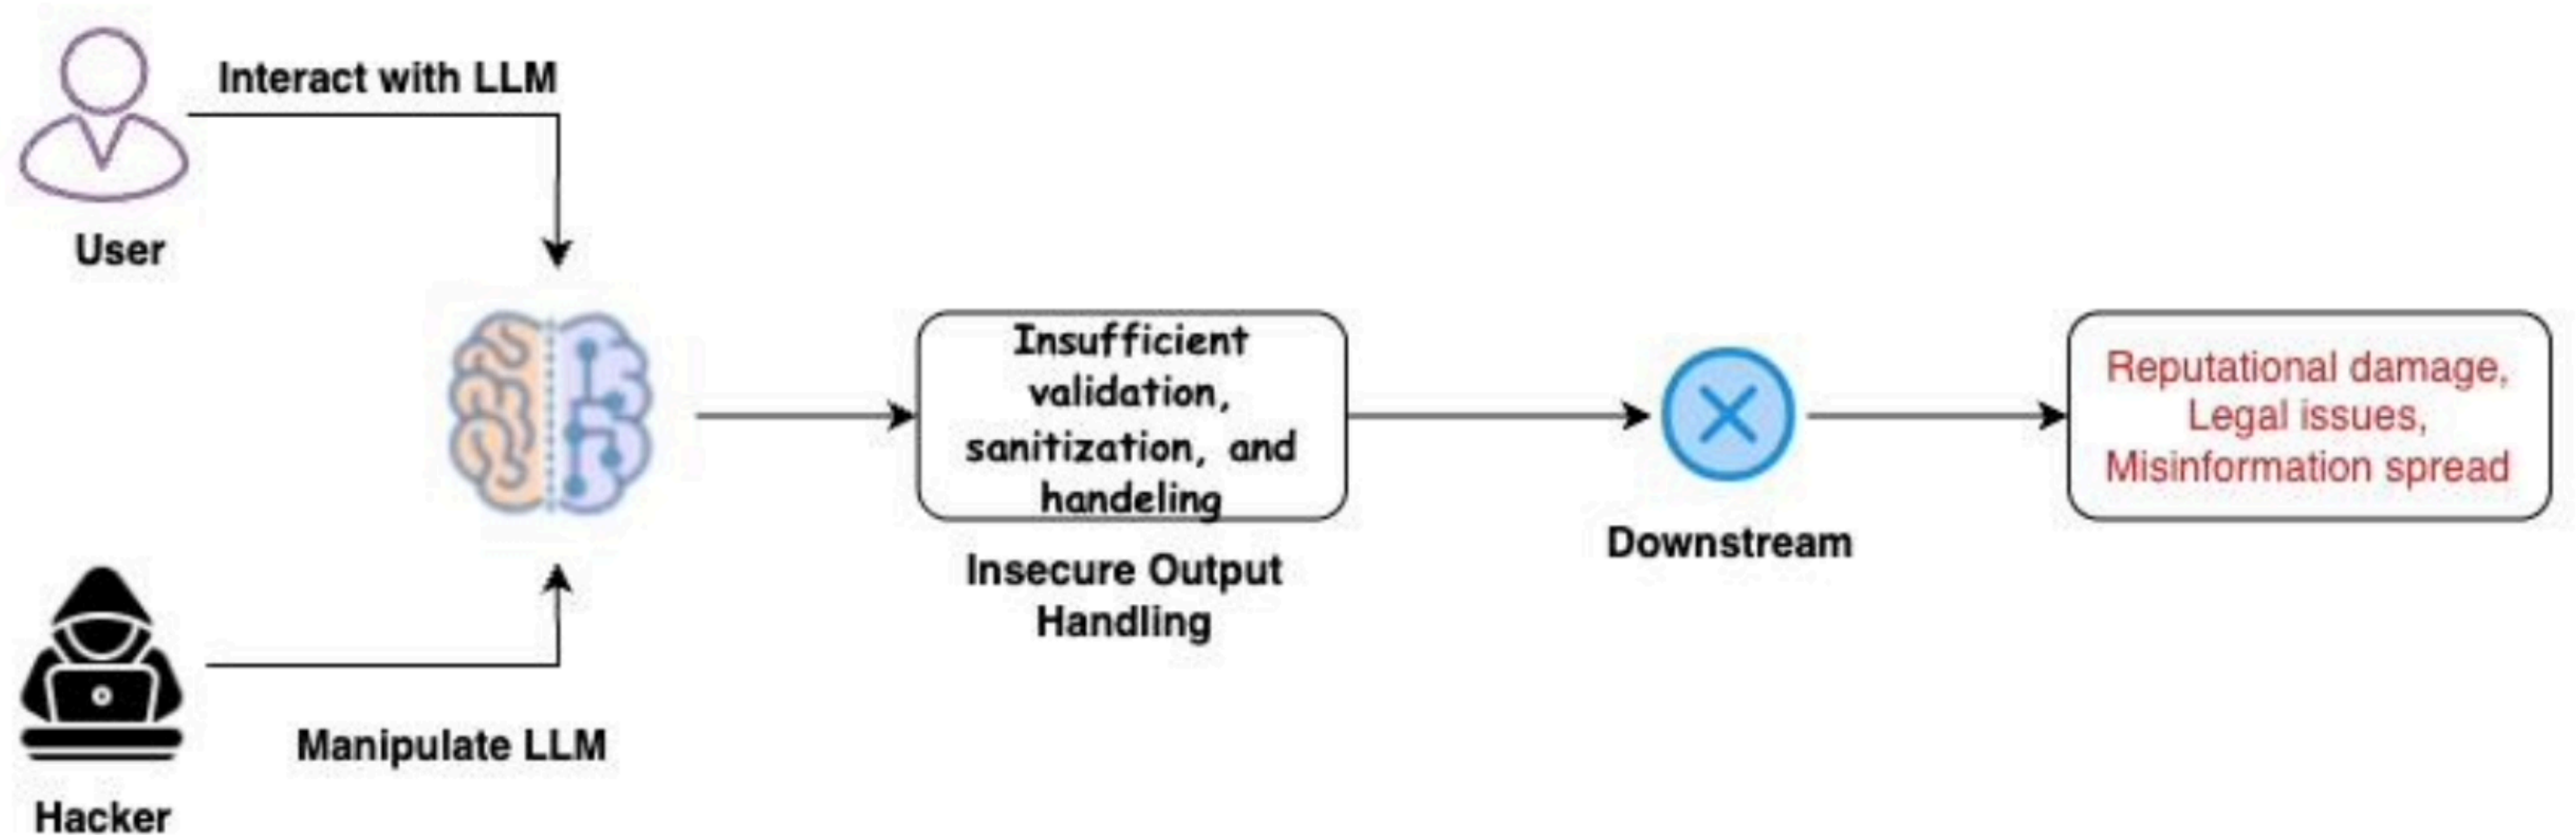 Interact with LLM
User
Insufficient
validation,
sanitization, and
handeling
Insecure Output
Handling
Downstream
Reputational damage,
Legal issues,
Misinformation spread
Manipulate LLM
Hacker